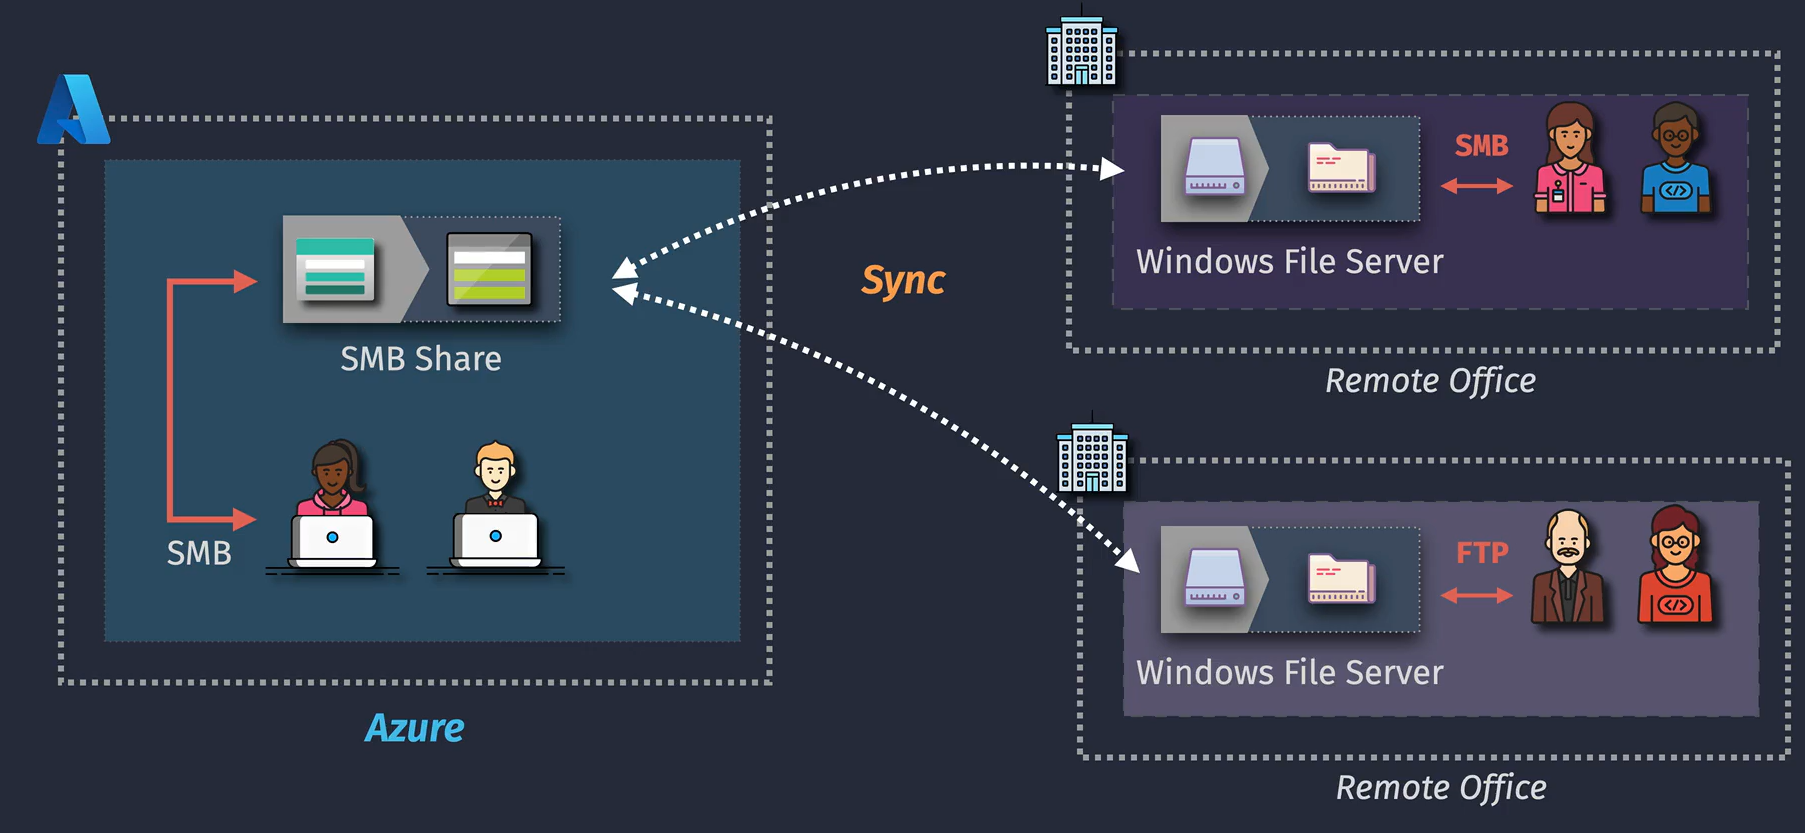 SMB Share
SMB
Azure
Sync
SMB
Windows File Server
Remote Office
FTP
Windows File Server
Remote Office